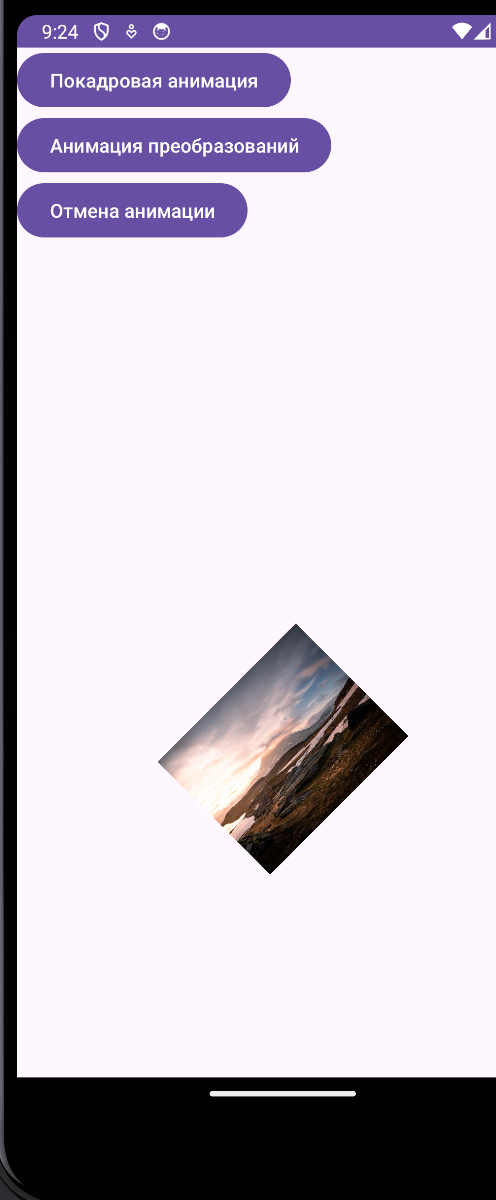 9:24
Покадровая анимация
Анимация преобразований
Отмена анимации